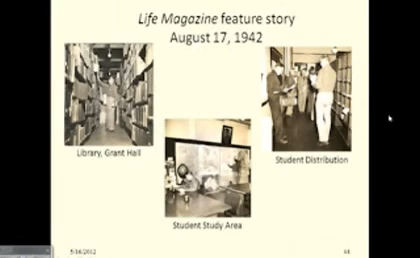 Life Magazine feature story
August 17, 1942
Library, Grant Hall
Student Distribution
Student Study Area
5/16/2012